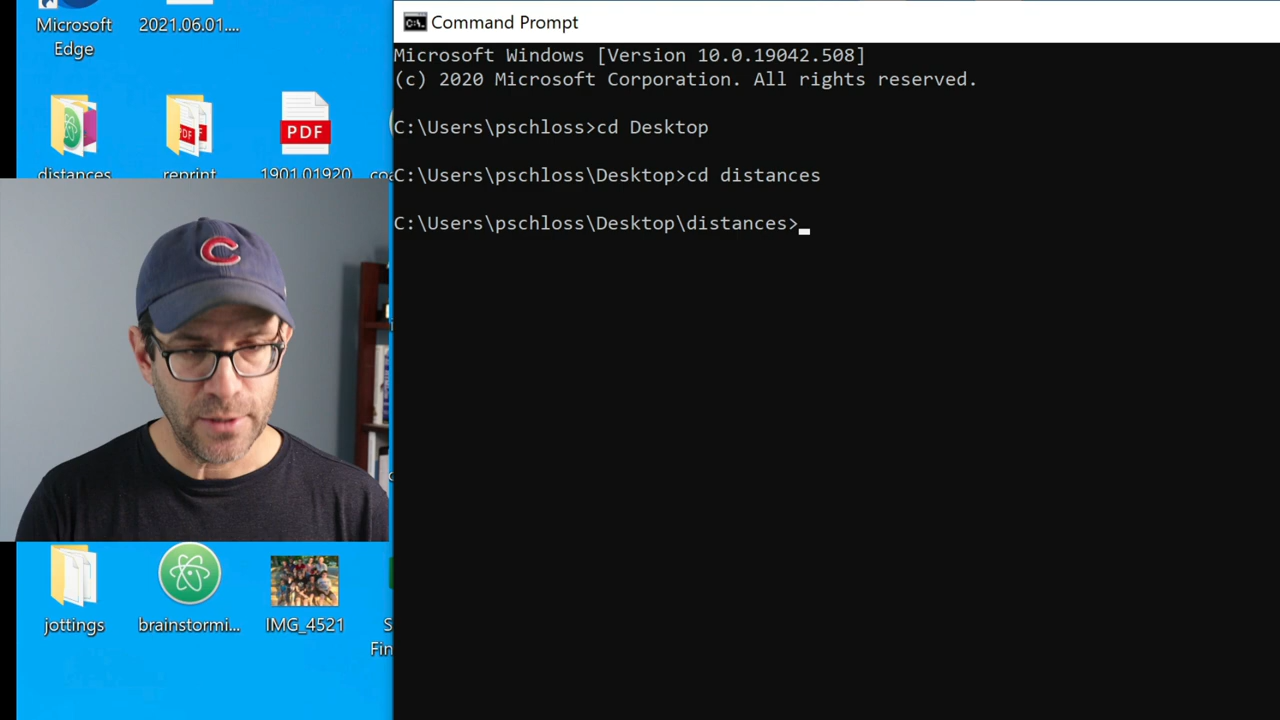 Microsoft
Edge
2021.06.01....
distances
reprint
PDF
1901.01920
C
jottings
brainstormi...
IMG_4521
Command Prompt
Microsoft Windows [Version 10.0.19042.508]
(c) 2020 Microsoft Corporation. All rights reserved.
C:\Users\pschloss>cd Desktop
C:\Users\pschloss\Desktop>cd distances
C:\Users\pschloss\Desktop\distances>